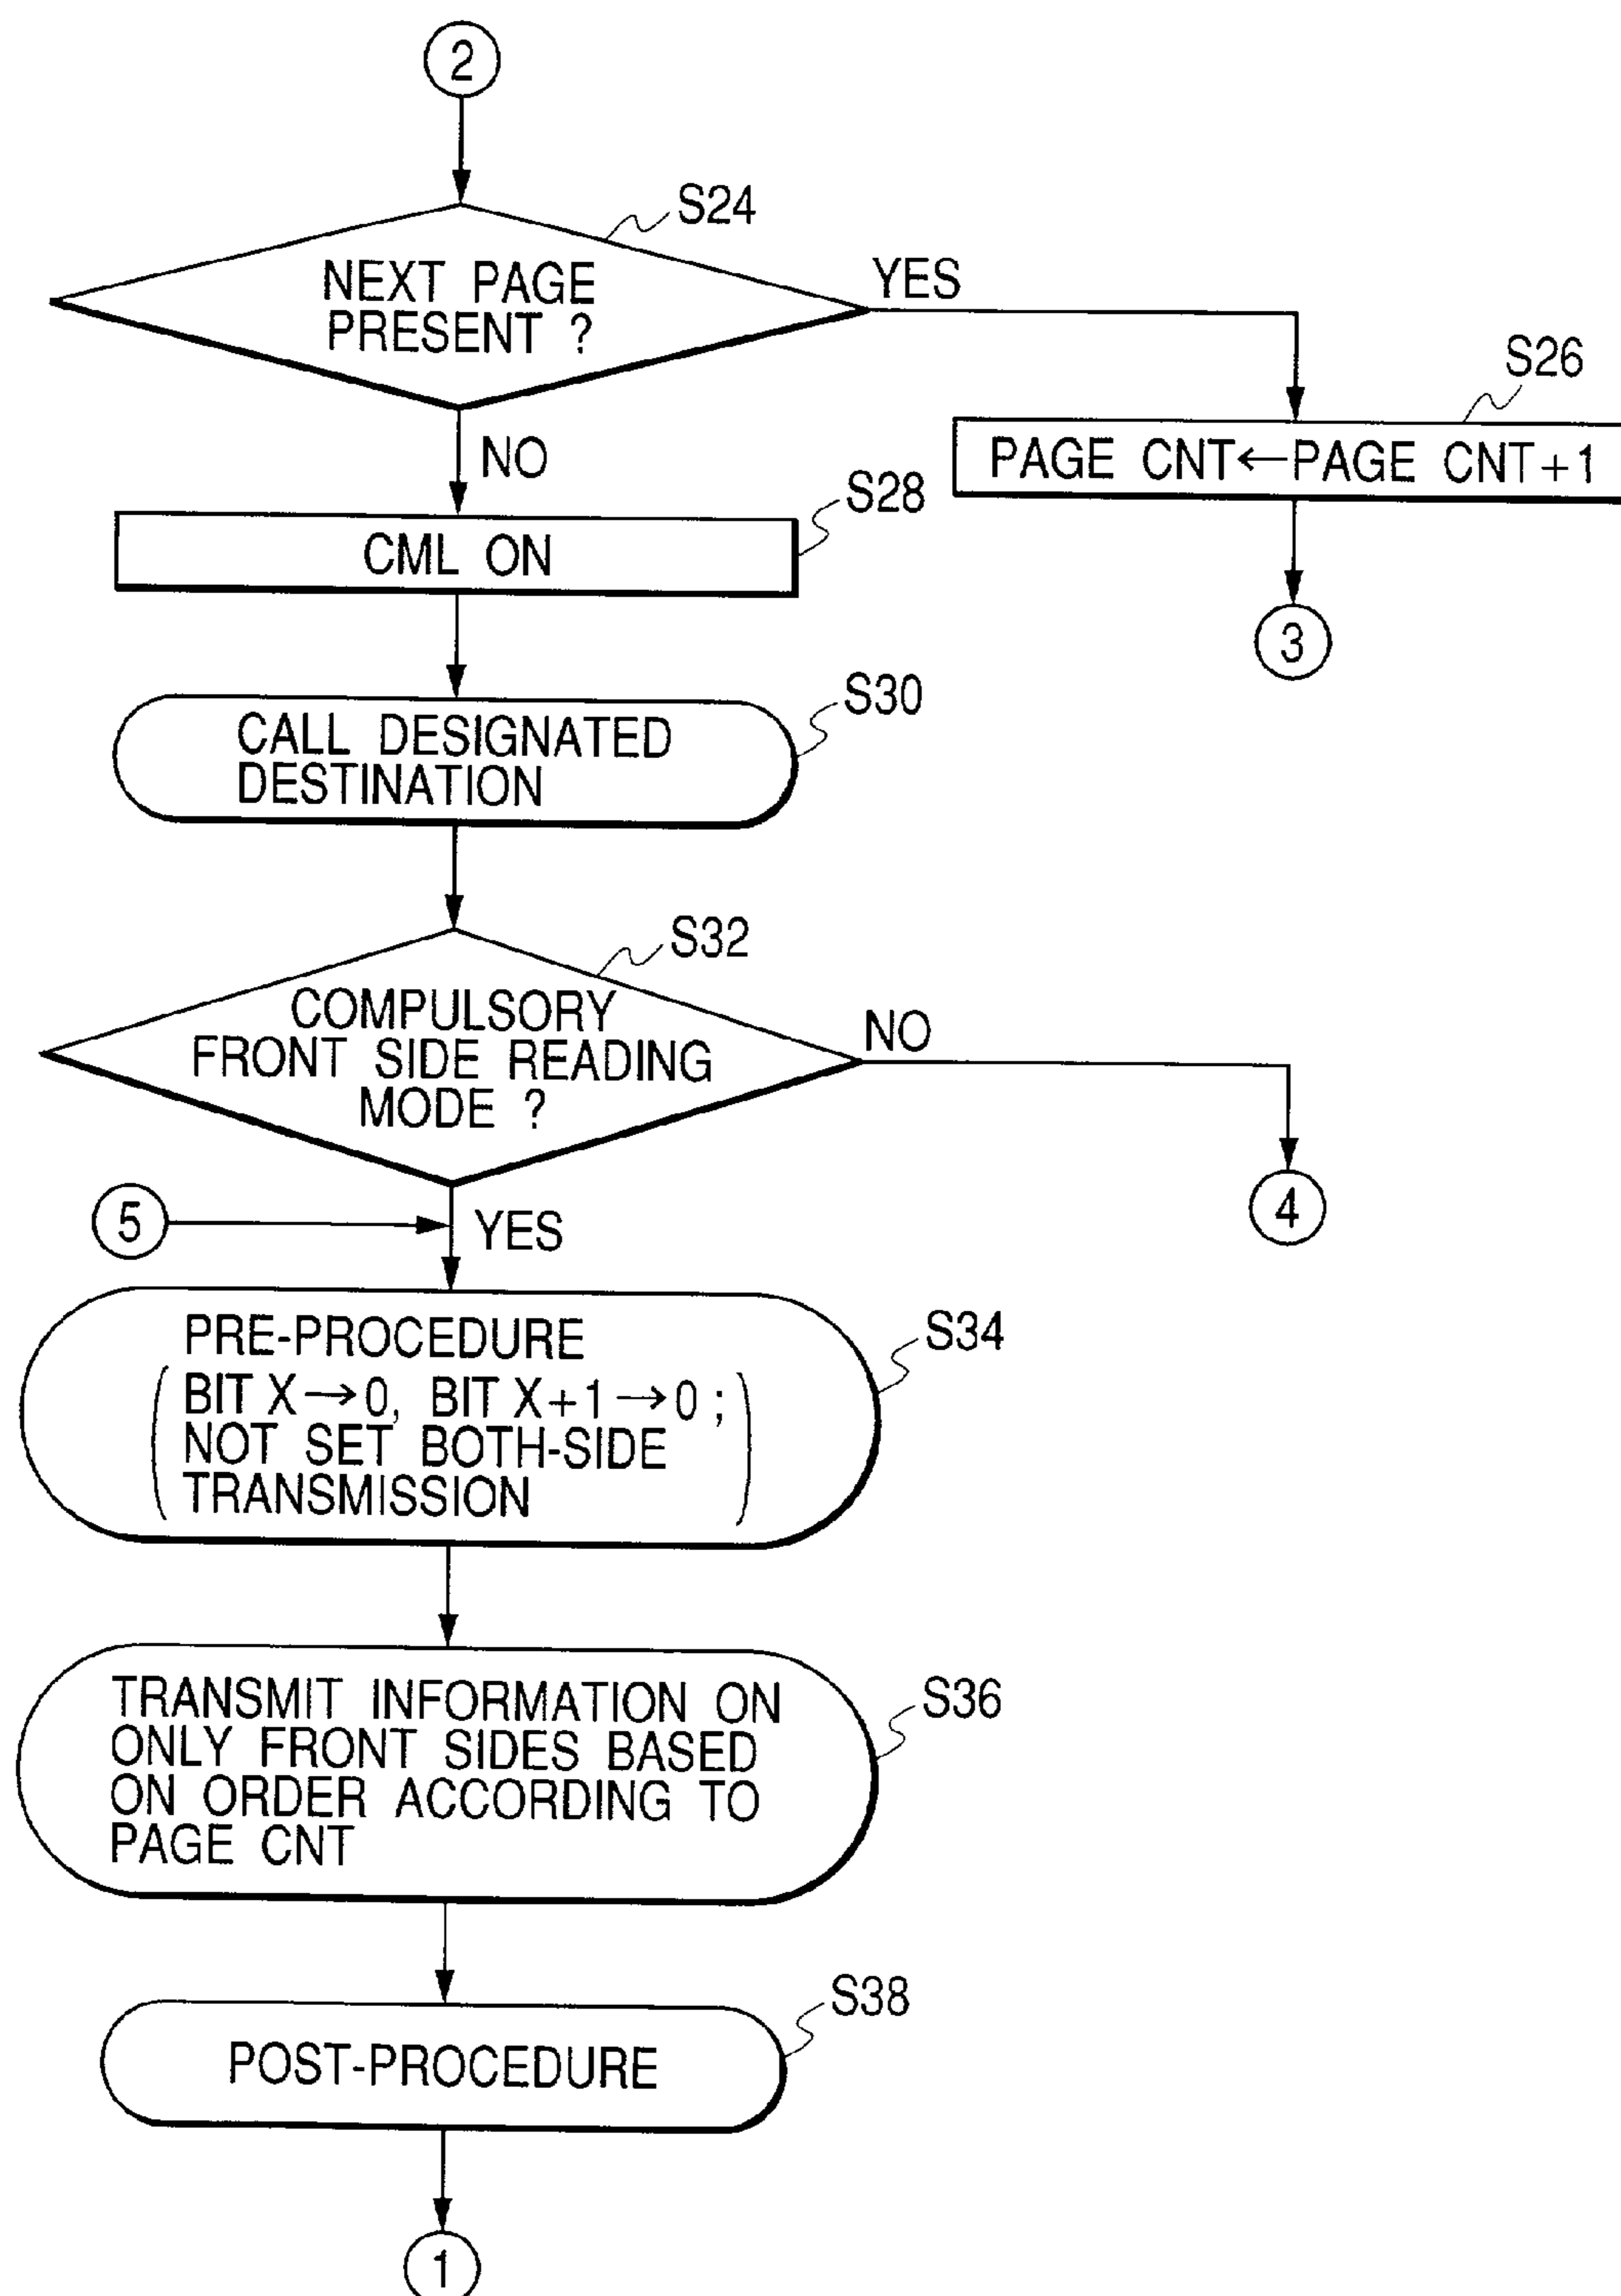 2
S24
NEXT PAGE
PRESENT ?
YES
S26
PAGE CNT←PAGE CNT+1
NO
S28
CML ON
3
S30
CALL DESIGNATED
DESTINATION
S32
COMPULSORY
FRONT SIDE READING
MODE ?
NO
4
5
YES
S34
PRE-PROCEDURE
( BIT X→0, BIT X+1→0 ;
NOT SET BOTH-SIDE
TRANSMISSION )
S36
TRANSMIT INFORMATION ON
ONLY FRONT SIDES BASED
ON ORDER ACCORDING TO
PAGE CNT
S38
POST-PROCEDURE
1